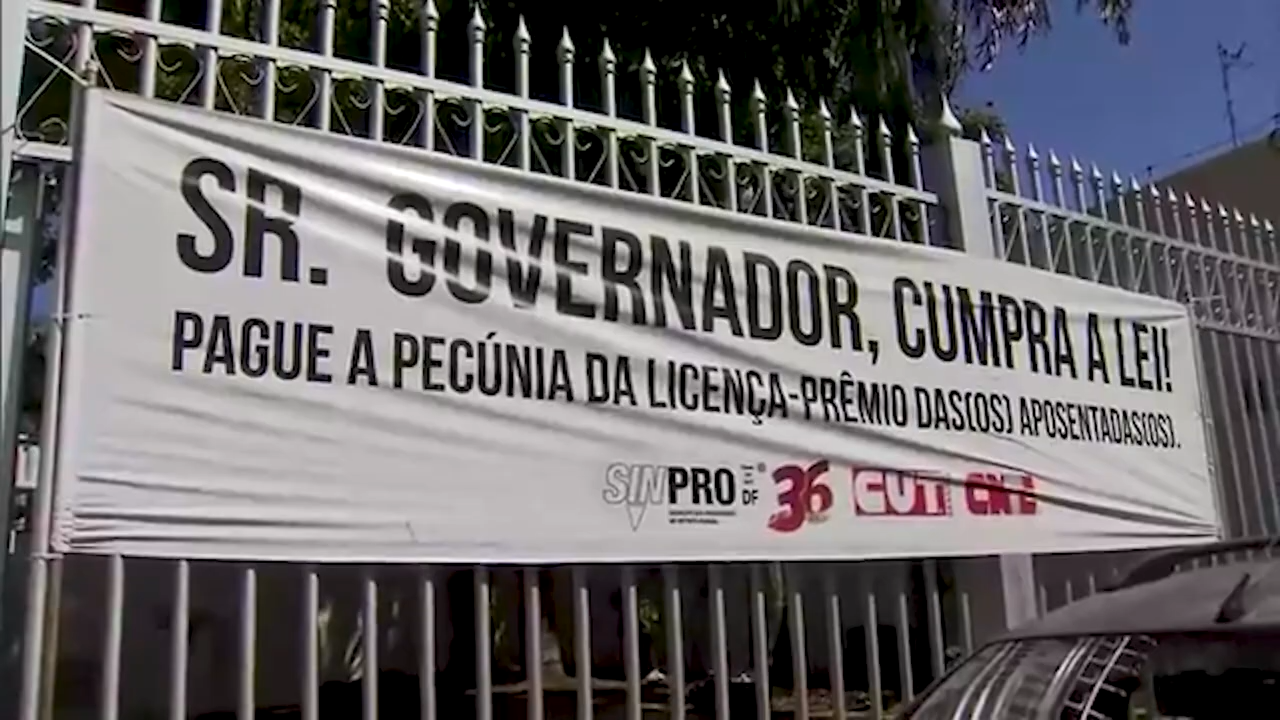 SR. GOVERNADOR, CUMPRA A LEI!
PAGUE A PECÚNIA DA LICENÇA-PRÊMIO DAS(OS) APOSENTADAS(OS).
SINPRO DF 36 CUT CNTE